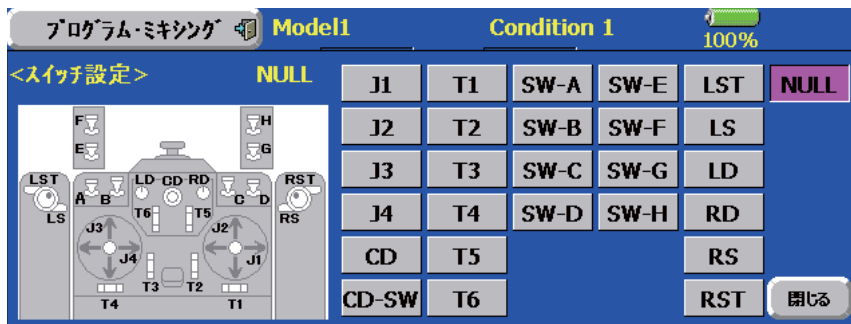 ﾌﾟﾛｸﾞﾗﾑ･ﾐｷｼﾝｸﾞ Model1 Condition 1 100%
<ｽｲｯﾁ設定> NULL
J1 T1 SW-A SW-E LST NULL
J2 T2 SW-B SW-F LS
J3 T3 SW-C SW-G LD
J4 T4 SW-D SW-H RD
CD T5 RS
CD-SW T6 RST 閉じる
F H
E G
LST LD CD RD RST
A B C D
LS T6 T5 RS
J3 J2
J4 J1
T3 T2
T4 T1